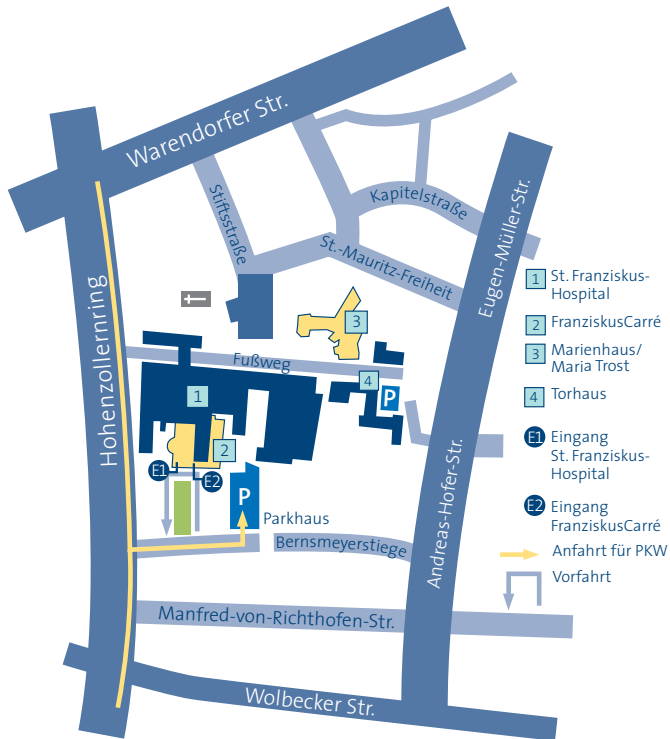 Warendorfer Str.
Stiftsstraße
Kapitelstraße
St.-Mauritz-Freiheit
Eugen-Müller-Str.
Hohenzollernring
3
Fußweg
4
P
1
2
E1
E2
P
Parkhaus
Bernsmeyerstiege
Andreas-Hofer-Str.
Manfred-von-Richthofen-Str.
Wolbecker Str.
1 St. Franziskus-
Hospital
2 FranziskusCarré
3 Marienhaus/
Maria Trost
4 Torhaus
E1 Eingang
St. Franziskus-
Hospital
E2 Eingang
FranziskusCarré
Anfahrt für PKW
Vorfahrt